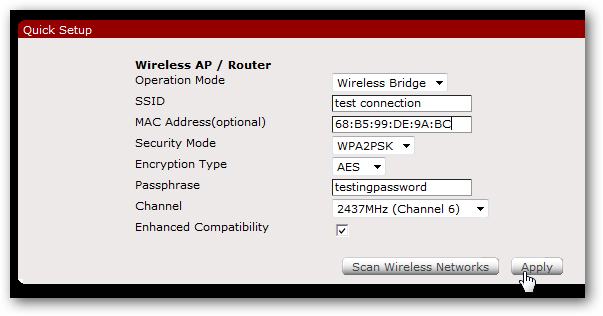 Quick Setup
Wireless AP / Router
Operation Mode Wireless Bridge
SSID test connection
MAC Address(optional) 68:B5:99:DE:9A:BC
Security Mode WPA2PSK
Encryption Type AES
Passphrase testingpassword
Channel 2437MHz (Channel 6)
Enhanced Compatibility
Scan Wireless Networks Apply